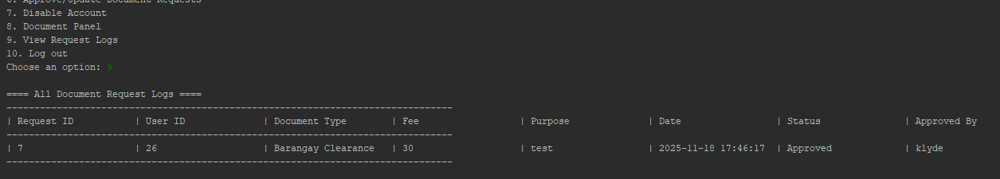 6. Approve/Update Document Requests
7. Disable Account
8. Document Panel
9. View Request Logs
10. Log out
Choose an option: 9
==== All Document Request Logs ====
--------------------------------------------------------------------------------
| Request ID | User ID | Document Type | Fee | Purpose | Date | Status | Approved By
--------------------------------------------------------------------------------
| 7 | 26 | Barangay Clearance | 30 | test | 2025-11-18 17:46:17 | Approved | klyde
--------------------------------------------------------------------------------